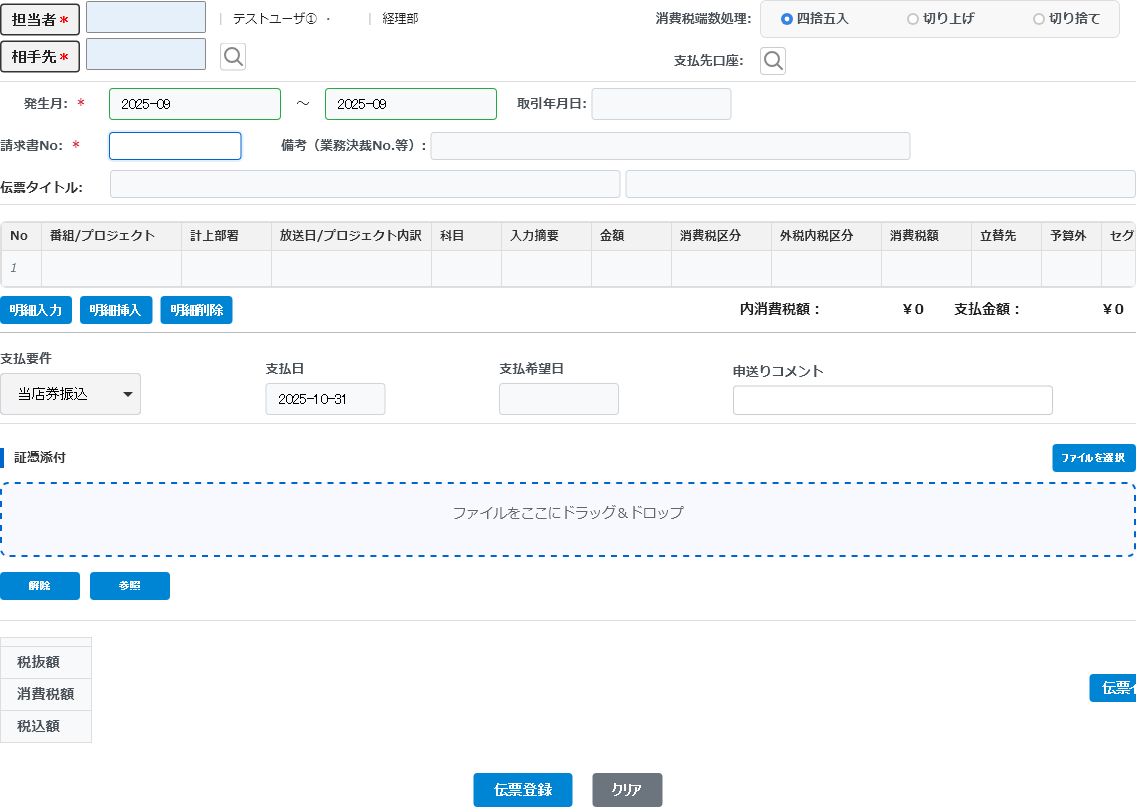 担当者* | テストユーザ① ・ | 経理部 消費税端数処理: 四捨五入 切り上げ 切り捨て
相手先* 支払先口座:
発生月: * 2025-09 ～ 2025-09 取引年月日:
請求書No: * 備考（業務決裁No.等）:
伝票タイトル:
No 番組/プロジェクト 計上部署 放送日/プロジェクト内訳 科目 入力摘要 金額 消費税区分 外税内税区分 消費税額 立替先 予算外 セグ
1
明細入力 明細挿入 明細削除 内消費税額： ￥0 支払金額： ￥0
支払要件 支払日 支払希望日 申送りコメント
当店券振込 2025-10-31
証憑添付 ファイルを選択
ファイルをここにドラッグ＆ドロップ
解除 参照
税抜額
消費税額 伝票イ
税込額
伝票登録 クリア